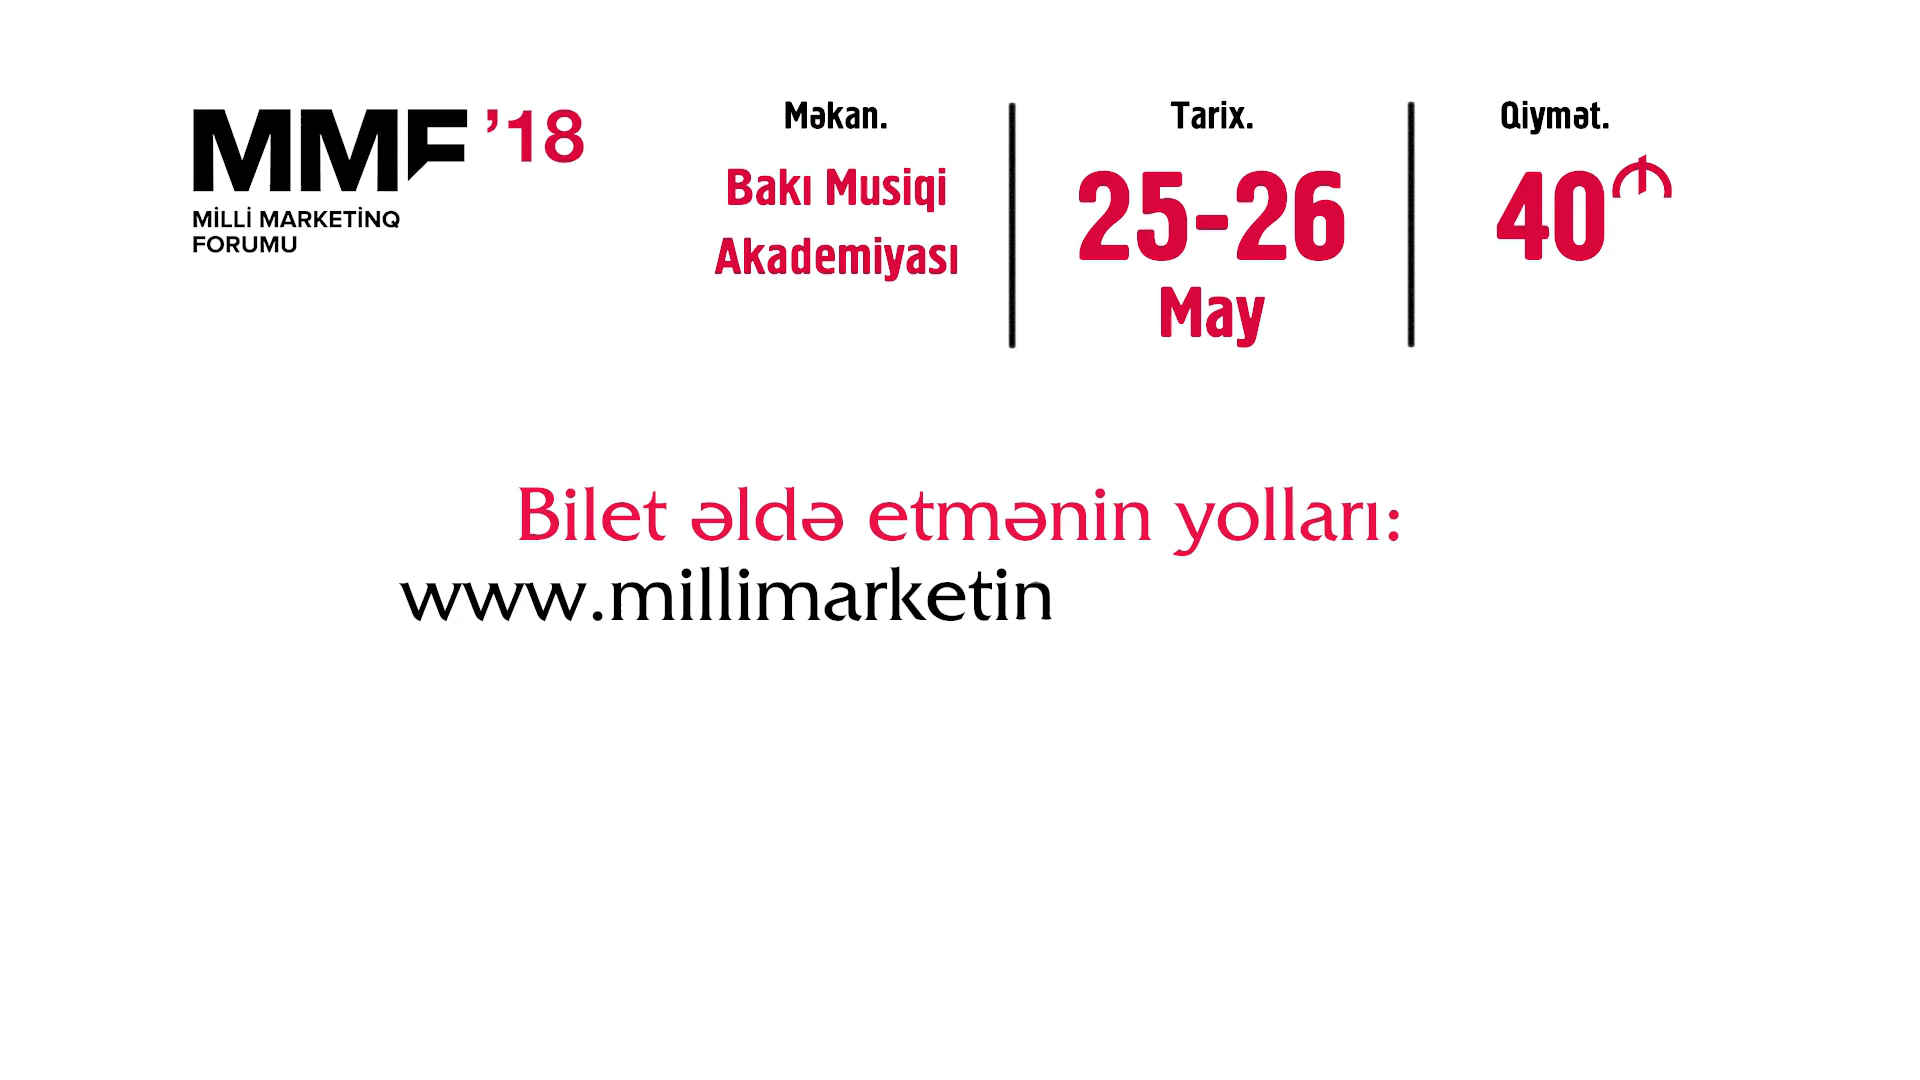 MMF '18
MİLLİ MARKETİNQ
FORUMU
Məkan.
Bakı Musiqi
Akademiyası
Tarix.
25-26
May
Qiymət.
40₼
Bilet əldə etmənin yolları:
www.millimarketin